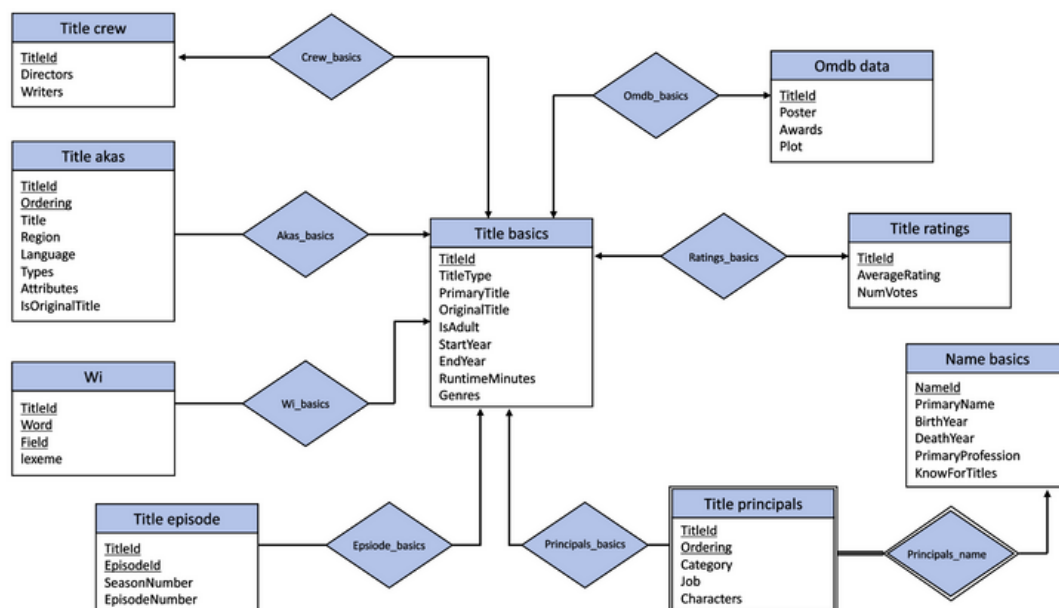 Title crew
TitleId
Directors
Writers
Crew_basics
Omdb_basics
Omdb data
TitleId
Poster
Awards
Plot
Title akas
TitleId
Ordering
Title
Region
Language
Types
Attributes
IsOriginalTitle
Akas_basics
Title basics
TitleId
TitleType
PrimaryTitle
OriginalTitle
IsAdult
StartYear
EndYear
RuntimeMinutes
Genres
Ratings_basics
Title ratings
TitleId
AverageRating
NumVotes
Wi
TitleId
Word
Field
lexeme
Wi_basics
Name basics
NameId
PrimaryName
BirthYear
DeathYear
PrimaryProfession
KnowForTitles
Title episode
TitleId
EpisodeId
SeasonNumber
EpisodeNumber
Epsiode_basics
Principals_basics
Title principals
TitleId
Ordering
Category
Job
Characters
Principals_name